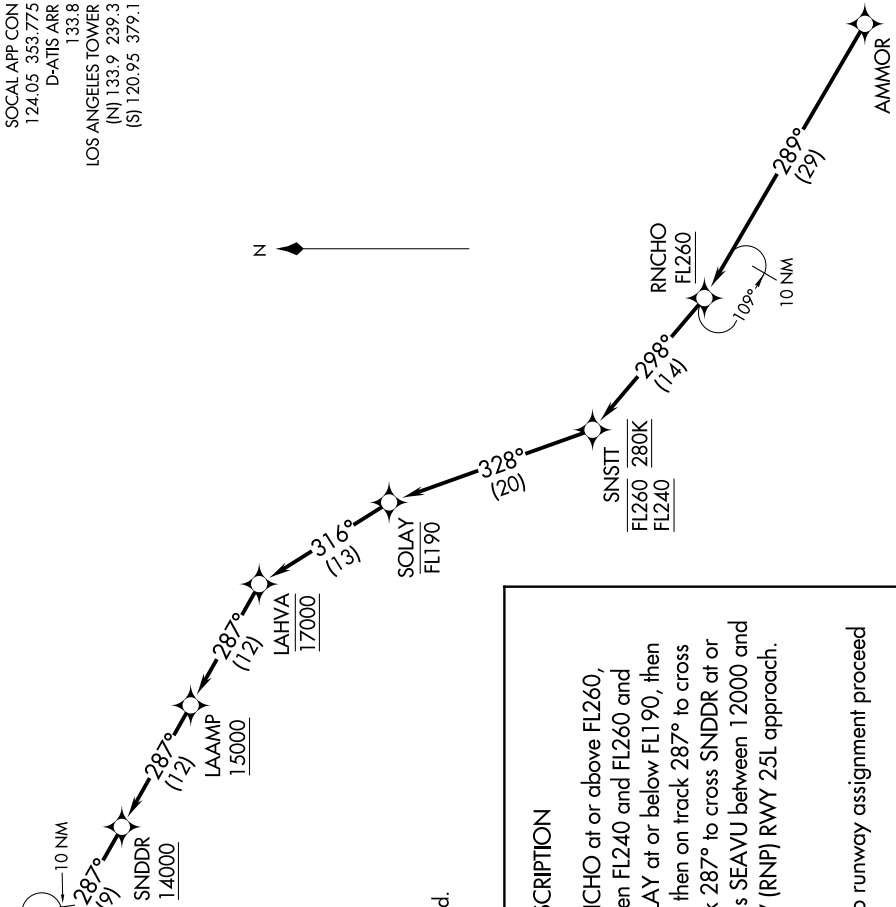 SOCAL APP CON
124.05 353.775
D-ATIS ARR
133.8
LOS ANGELES TOWER
(N) 133.9 239.3
(S) 120.95 379.1
N
AMMOR
289°
(29)
RNCHO
FL260
109°
10 NM
298°
(14)
SNSTT
FL260 280K
FL240
328°
(20)
SOLAY
FL190
316°
(13)
LAHVA
17000
287°
(12)
LAAMP
15000
287°
(12)
SNDDR
14000
287°
10 NM
d.
SCRIPTION
NCHO at or above FL260,
en FL240 and FL260 and
LAY at or below FL190, then
then on track 287° to cross
k 287° to cross SNDDR at or
s SEAVU between 12000 and
(RNP) RWY 25L approach.
o runway assignment proceed